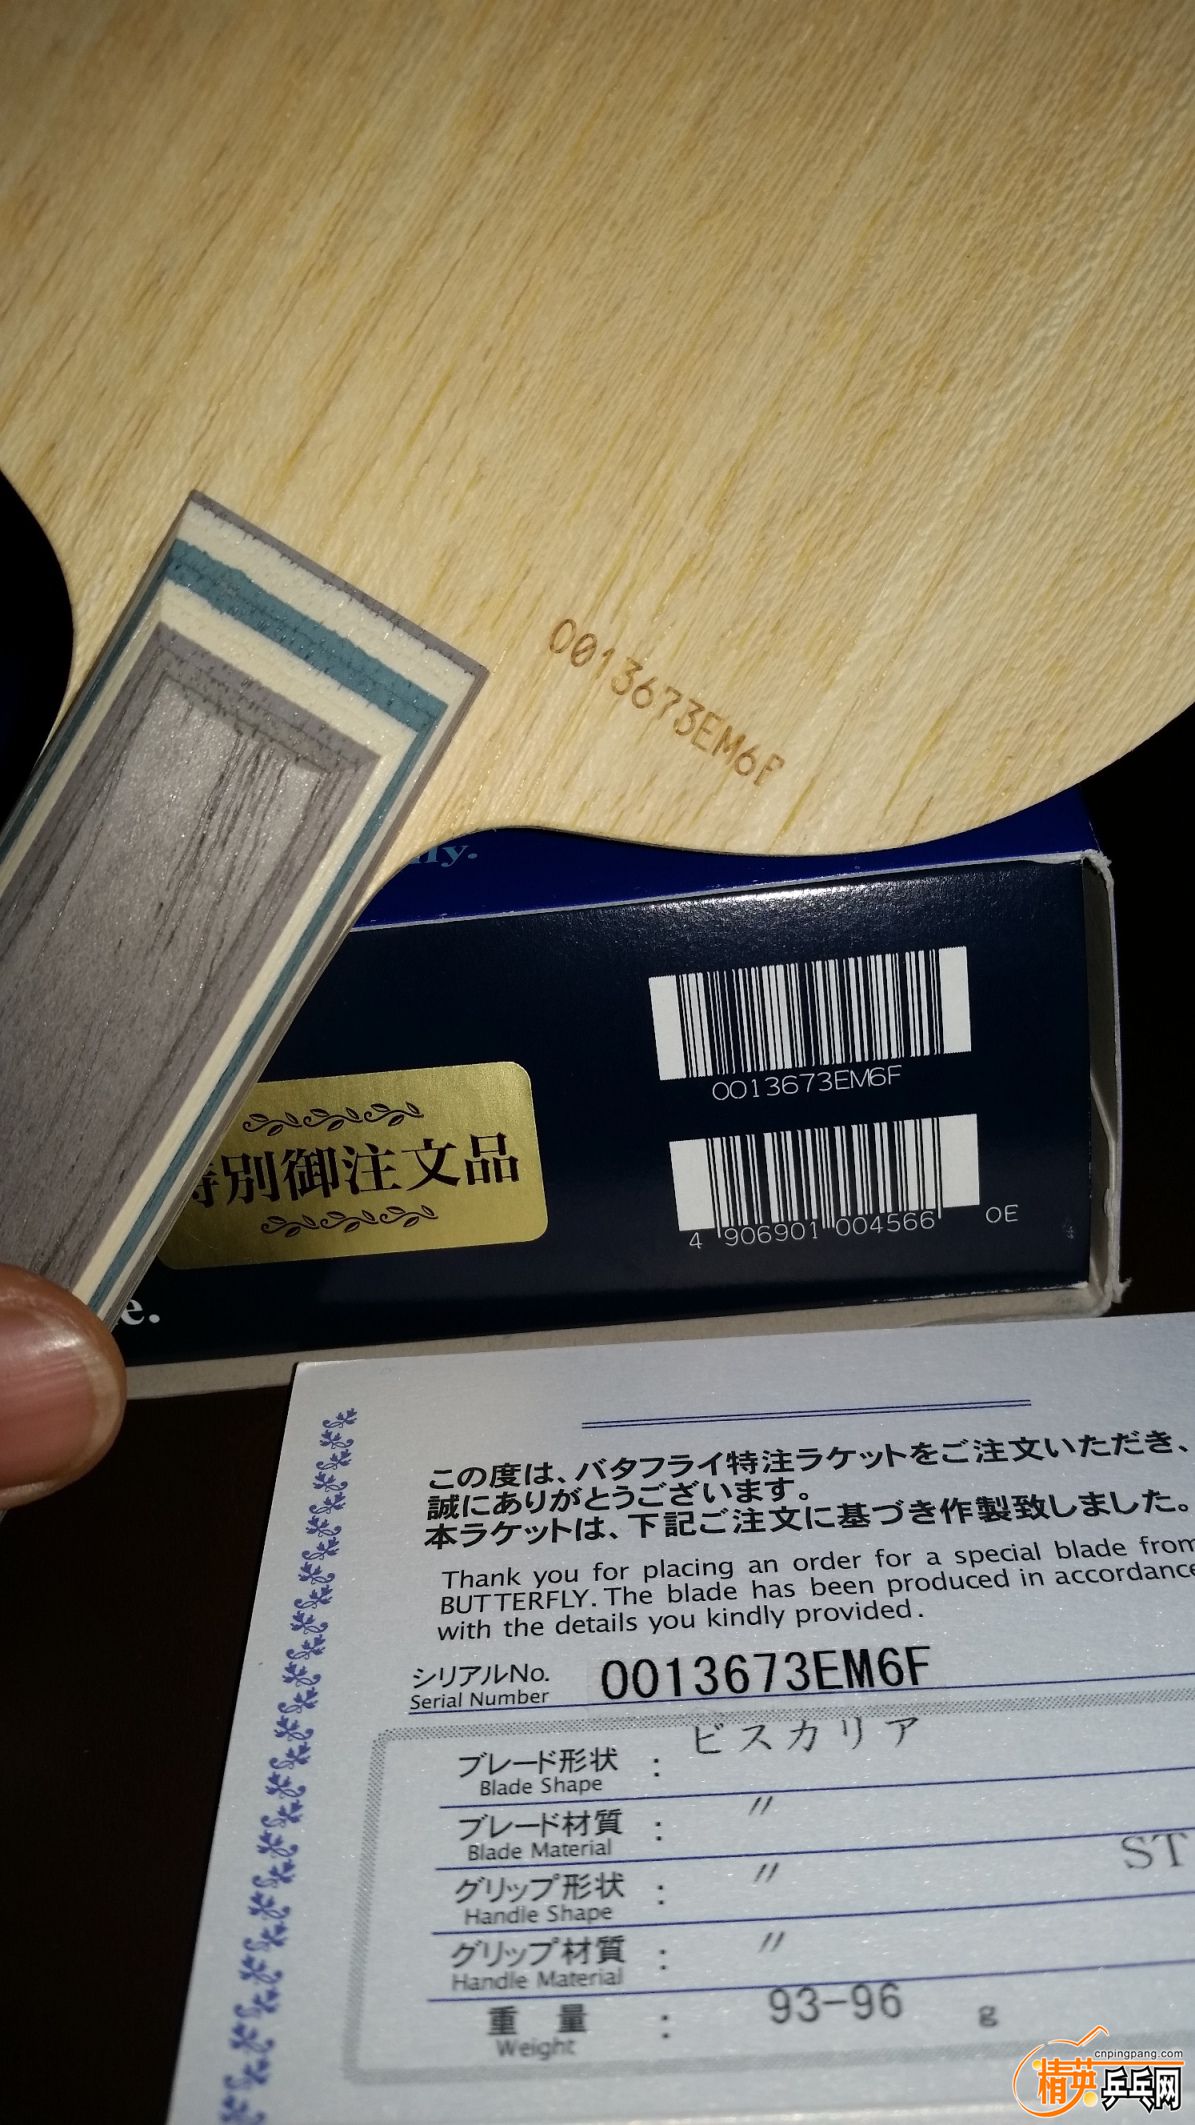 0013673EM6F
0013673EM6F
別御注文品
4 906901 004566
OE
e.
この度は、バタフライ特注ラケットをご注文いただき、
誠にありがとうございます。
本ラケットは、下記ご注文に基づき作製致しました。
Thank you for placing an order for a special blade from
BUTTERFLY. The blade has been produced in accordance
with the details you kindly provided.
シリアルNo.
Serial Number
0013673EM6F
ブレード形状 : ビスカリア
Blade Shape
ブレード材質 : 〃
Blade Material
グリップ形状 : 〃 ST
Handle Shape
グリップ材質 : 〃
Handle Material
重量 : 93-96 g
Weight
cnpingpang.com
精英乒乓网